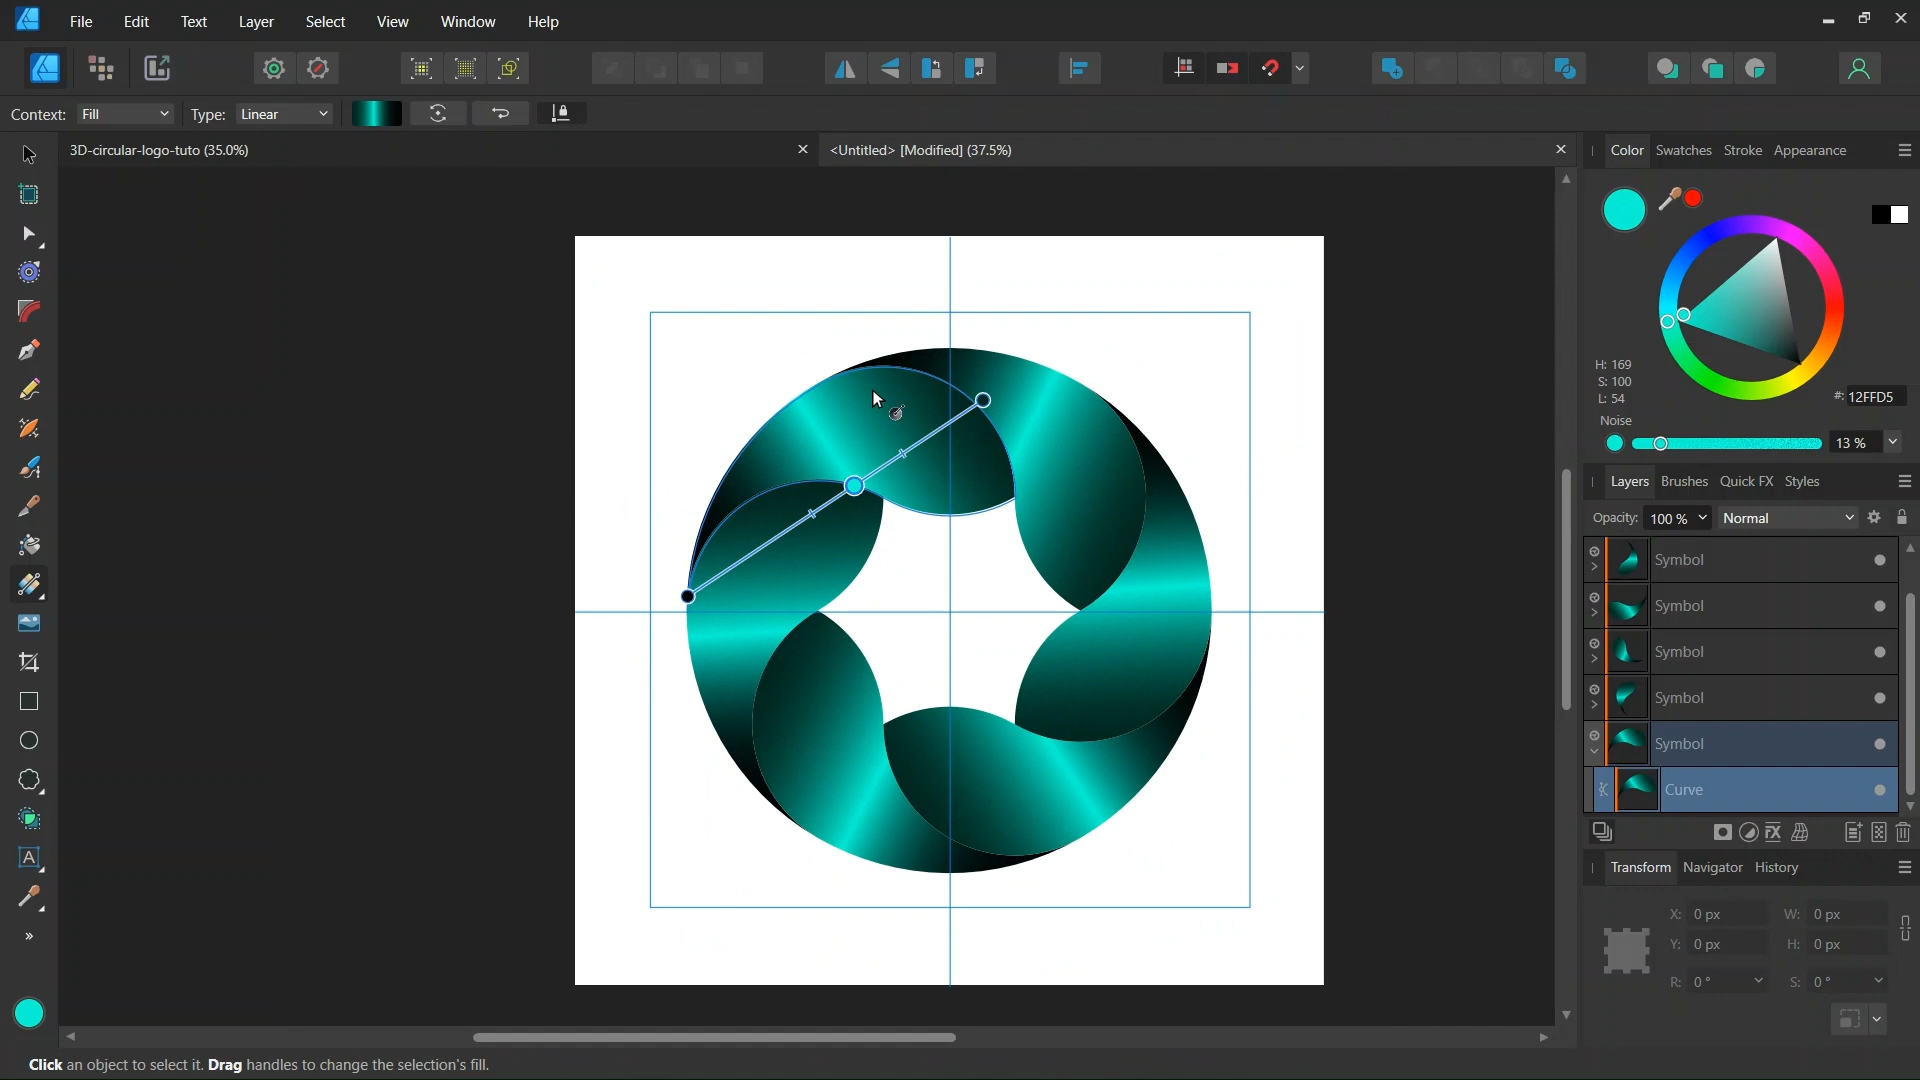 File Edit Text Layer Select View Window Help
Context: Fill Type: Linear
3D-circular-logo-tuto (35.0%)
<Untitled> [Modified] (37.5%)
Color Swatches Stroke Appearance
H: 169
S: 100
L: 54
#: 12FFD5
Noise
13 %
Layers Brushes Quick FX Styles
Opacity: 100 % Normal
Symbol
Symbol
Symbol
Symbol
Symbol
Curve
Transform Navigator History
X: 0 px W: 0 px
Y: 0 px H: 0 px
R: 0 ° S: 0 °
Click an object to select it. Drag handles to change the selection's fill.